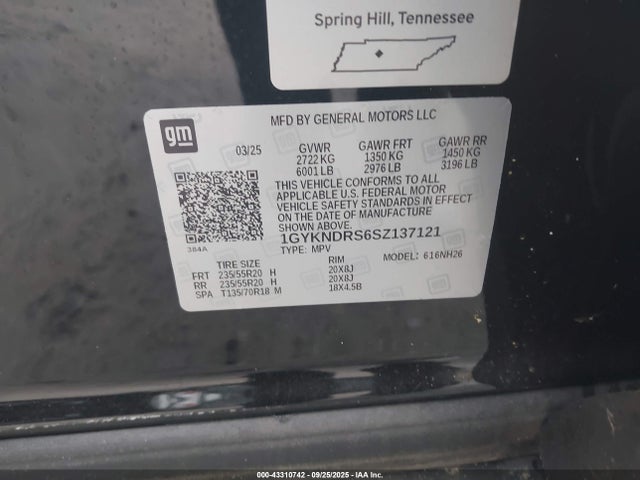 Spring Hill, Tennessee
gm
MFD BY GENERAL MOTORS LLC
03/25 GVWR GAWR FRT GAWR RR
2722 KG 1350 KG 1450 KG
6001 LB 2976 LB 3196 LB
THIS VEHICLE CONFORMS TO ALL
APPLICABLE U.S. FEDERAL MOTOR
VEHICLE SAFETY STANDARDS IN EFFECT
ON THE DATE OF MANUFACTURE
SHOWN ABOVE.
384A
1GYKNDRS6SZ137121
TYPE: MPV MODEL: 616NH26
TIRE SIZE RIM
FRT 235/55R20 H 20X8J
RR 235/55R20 H 20X8J
SPA T135/70R18 M 18X4.5B
000-43310742 - 09/25/2025 - IAA Inc.